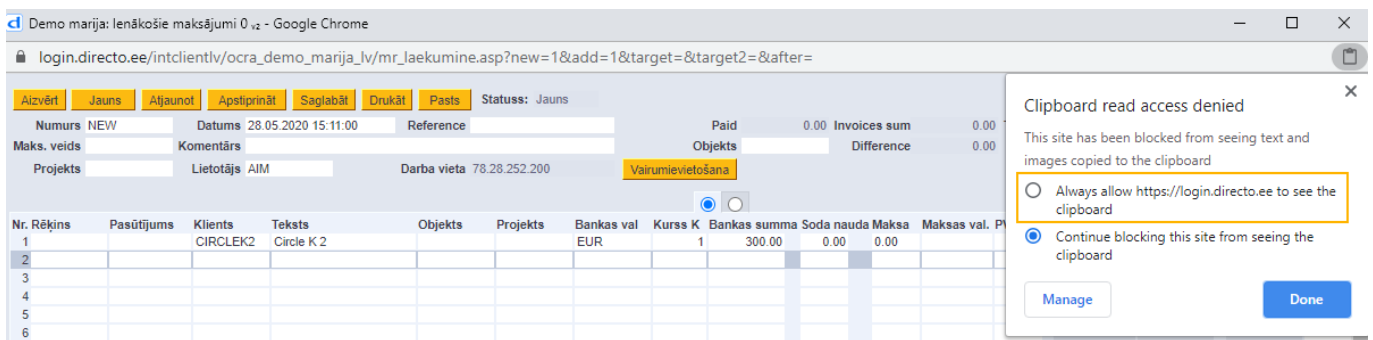 Demo marija: Ienākošie maksājumi 0 v2 - Google Chrome
login.directo.ee/intclientlv/ocra_demo_marija_lv/mr_laekumine.asp?new=1&add=1&target=&target2=&after=
Aizvērt Jauns Atjaunot Apstiprināt Saglabāt Drukāt Pasts Statuss: Jauns
Numurs NEW Datums 28.05.2020 15:11:00 Reference Paid 0.00 Invoices sum 0.00
Maks. veids Komentārs Objekts Difference 0.00
Projekts Lietotājs AIM Darba vieta 78.28.252.200 Vairumievietošana
Nr. Rēķins Pasūtījums Klients Teksts Objekts Projekts Bankas val Kurss K Bankas summa Soda nauda Maksa Maksas val.
1 CIRCLEK2 Circle K 2 EUR 1 300.00 0.00 0.00
2
3
4
5
6
Clipboard read access denied
This site has been blocked from seeing text and
images copied to the clipboard
Always allow https://login.directo.ee to see the
clipboard
Continue blocking this site from seeing the
clipboard
Manage Done